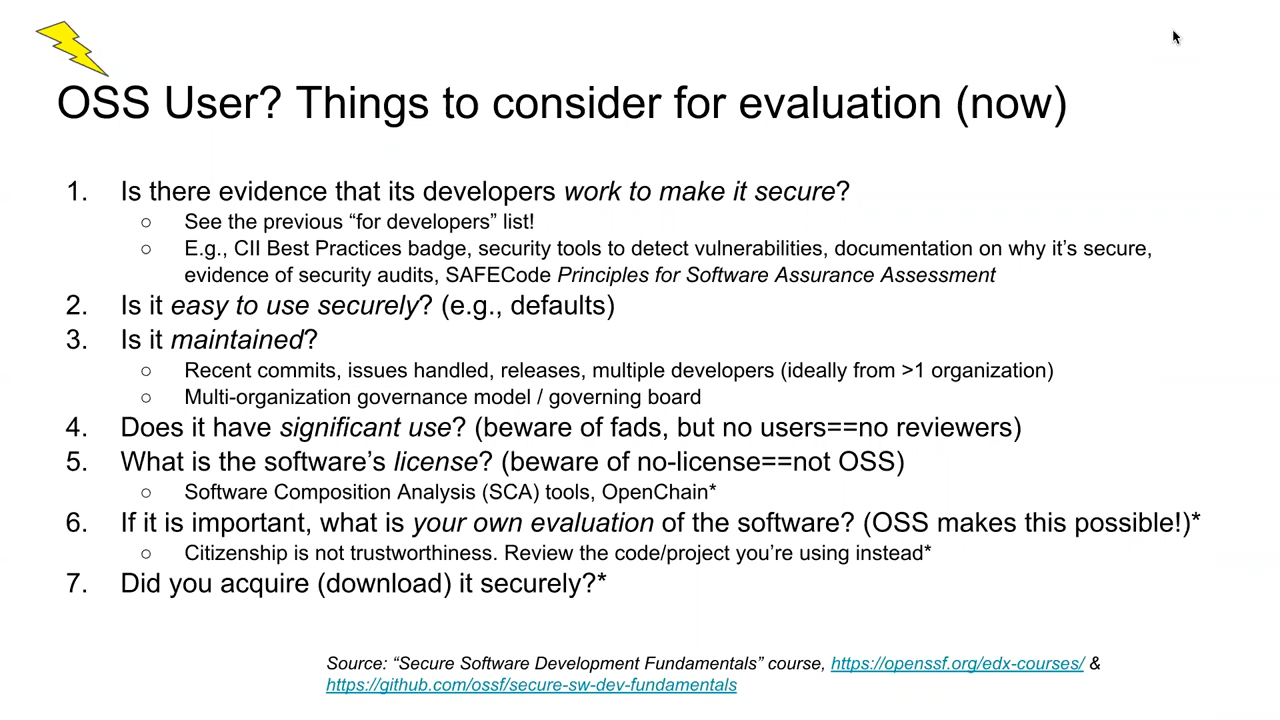 OSS User? Things to consider for evaluation (now)
1. Is there evidence that its developers work to make it secure?
○ See the previous “for developers” list!
○ E.g., CII Best Practices badge, security tools to detect vulnerabilities, documentation on why it’s secure,
evidence of security audits, SAFECode Principles for Software Assurance Assessment
2. Is it easy to use securely? (e.g., defaults)
3. Is it maintained?
○ Recent commits, issues handled, releases, multiple developers (ideally from >1 organization)
○ Multi-organization governance model / governing board
4. Does it have significant use? (beware of fads, but no users==no reviewers)
5. What is the software’s license? (beware of no-license==not OSS)
○ Software Composition Analysis (SCA) tools, OpenChain*
6. If it is important, what is your own evaluation of the software? (OSS makes this possible!)*
○ Citizenship is not trustworthiness. Review the code/project you’re using instead*
7. Did you acquire (download) it securely?*
Source: “Secure Software Development Fundamentals” course, https://openssf.org/edx-courses/ &
https://github.com/ossf/secure-sw-dev-fundamentals